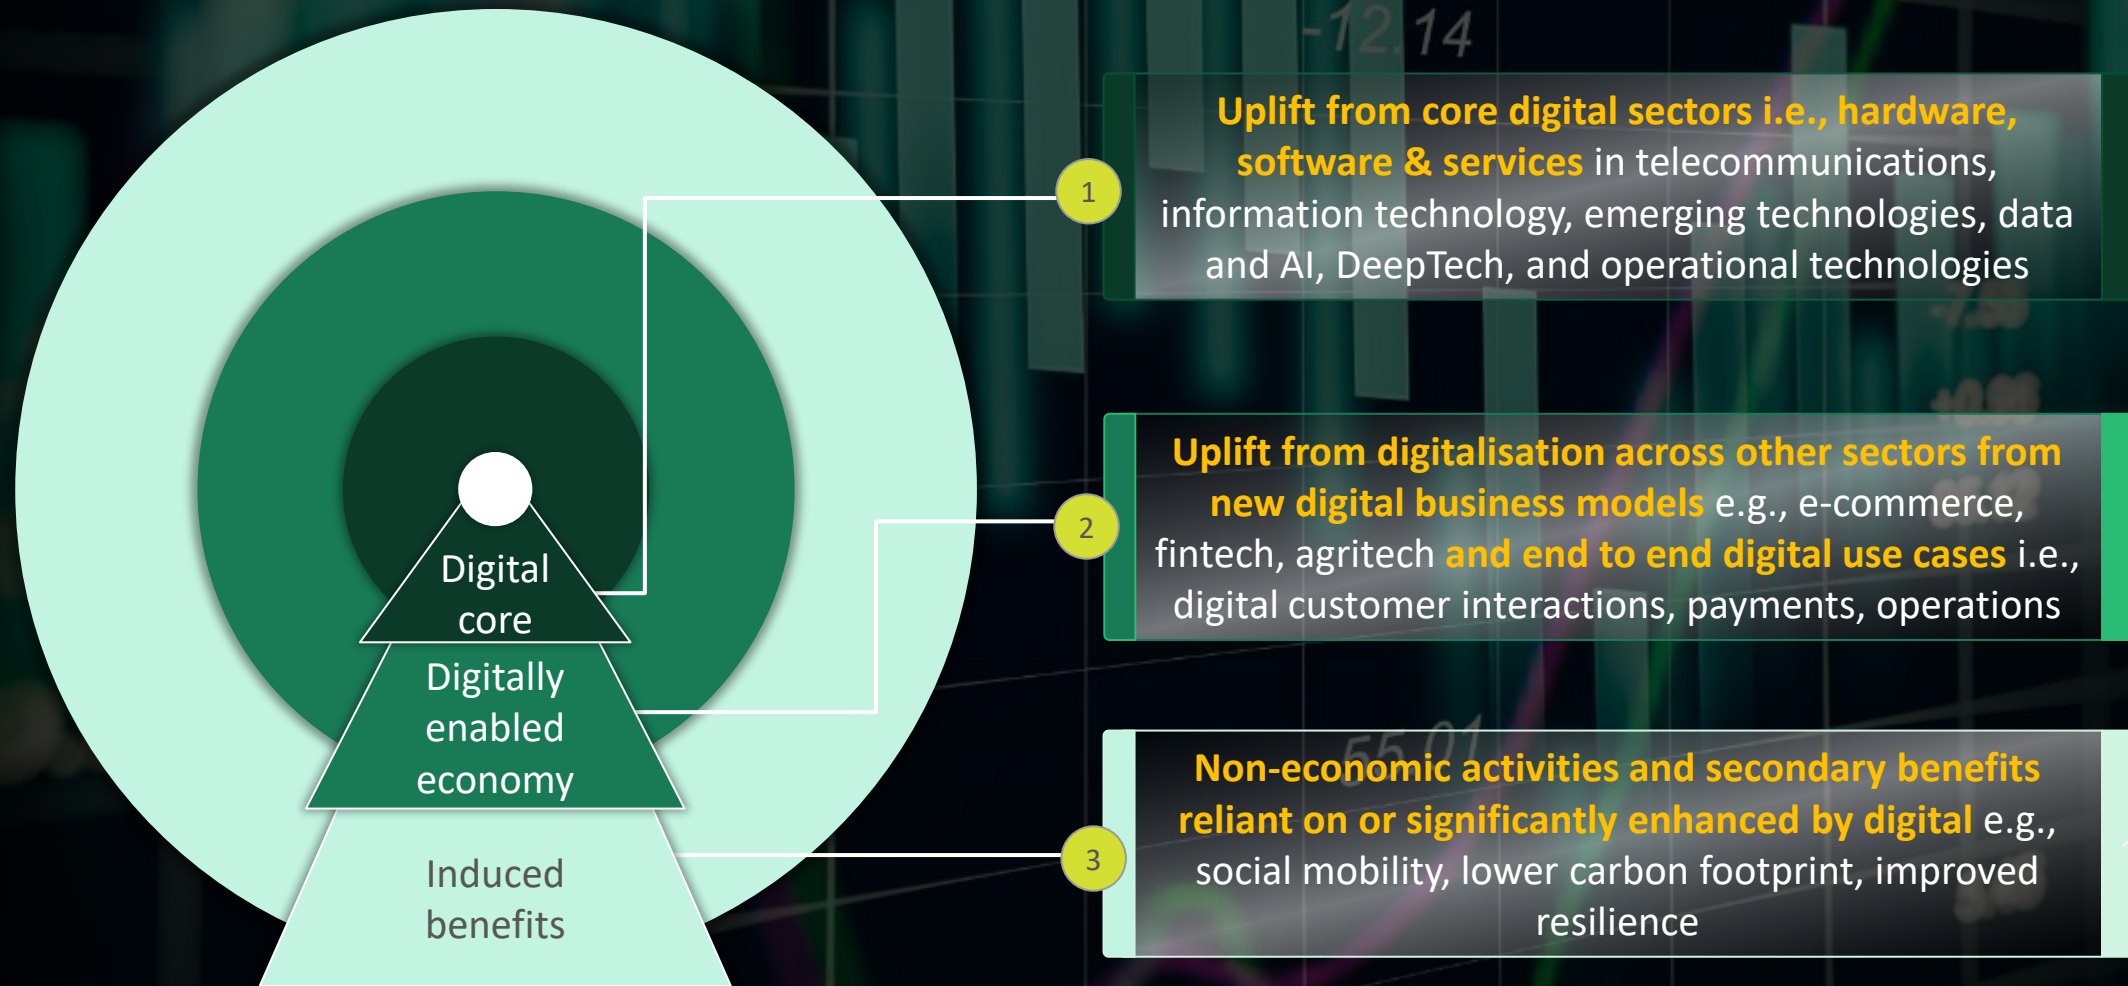 -12.14
1
Uplift from core digital sectors i.e., hardware,
software & services in telecommunications,
information technology, emerging technologies, data
and AI, DeepTech, and operational technologies
2
Uplift from digitalisation across other sectors from
new digital business models e.g., e-commerce,
fintech, agritech and end to end digital use cases i.e.,
digital customer interactions, payments, operations
Digital
core
Digitally
enabled
economy
Induced
benefits
55.01
3
Non-economic activities and secondary benefits
reliant on or significantly enhanced by digital e.g.,
social mobility, lower carbon footprint, improved
resilience